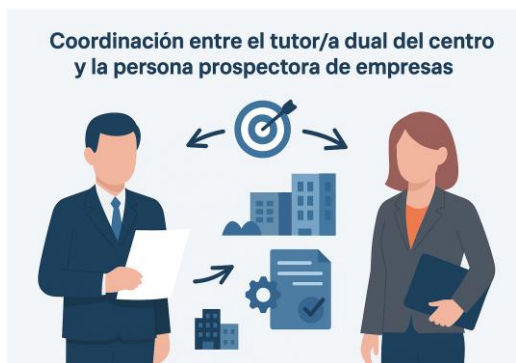 Coordinación entre el tutor/a dual del centro
y la persona prospectora de empresas